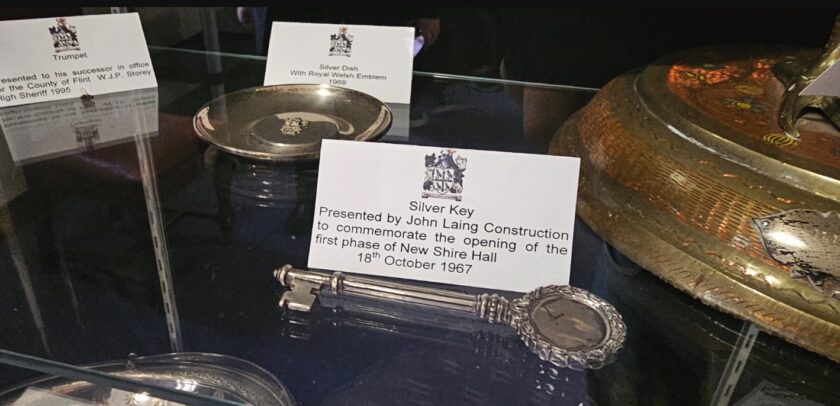 Trumpet
resented to his successor in office
r the County of Flint. W.J.P. Storey
igh Sheriff 1995
Silver Dish
With Royal Welsh Emblem
1969
Silver Key
Presented by John Laing Construction
to commemorate the opening of the
first phase of New Shire Hall
18th October 1967